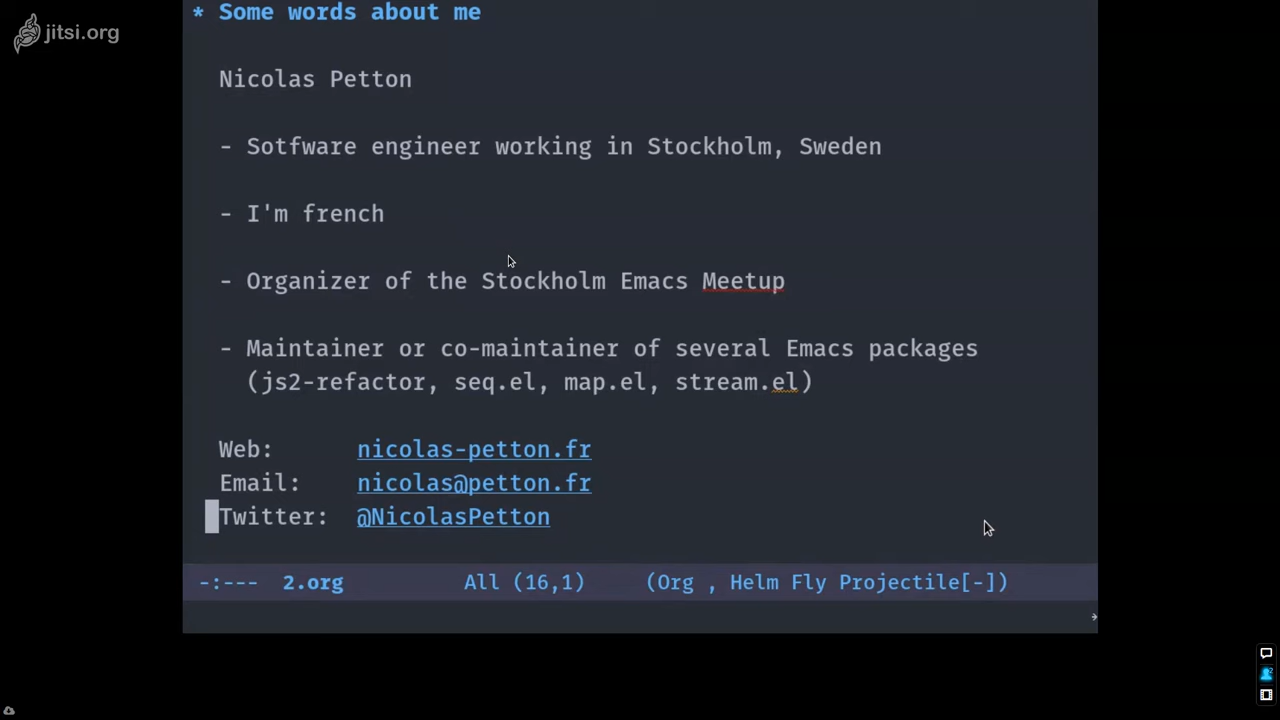 jitsi.org
* Some words about me
Nicolas Petton
- Sotfware engineer working in Stockholm, Sweden
- I'm french
- Organizer of the Stockholm Emacs Meetup
- Maintainer or co-maintainer of several Emacs packages
(js2-refactor, seq.el, map.el, stream.el)
Web: nicolas-petton.fr
Email: nicolas@petton.fr
Twitter: @NicolasPetton
-:--- 2.org All (16,1) (Org , Helm Fly Projectile[-])